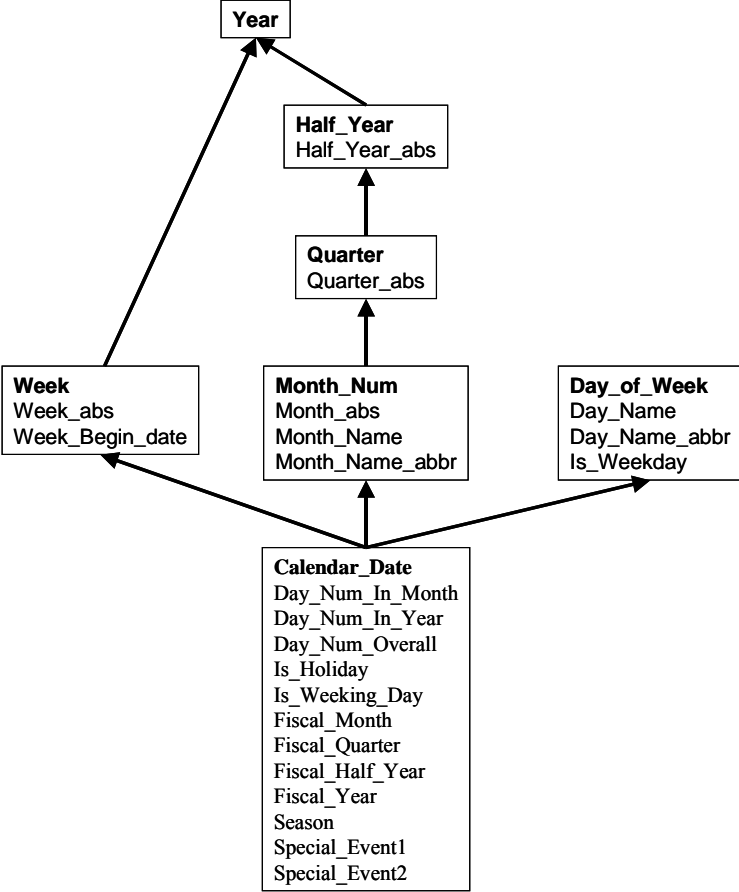 Year
Half_Year
Half_Year_abs
Quarter
Quarter_abs
Week
Week_abs
Week_Begin_date
Month_Num
Month_abs
Month_Name
Month_Name_abbr
Day_of_Week
Day_Name
Day_Name_abbr
Is_Weekday
Calendar_Date
Day_Num_In_Month
Day_Num_In_Year
Day_Num_Overall
Is_Holiday
Is_Weeking_Day
Fiscal_Month
Fiscal_Quarter
Fiscal_Half_Year
Fiscal_Year
Season
Special_Event1
Special_Event2